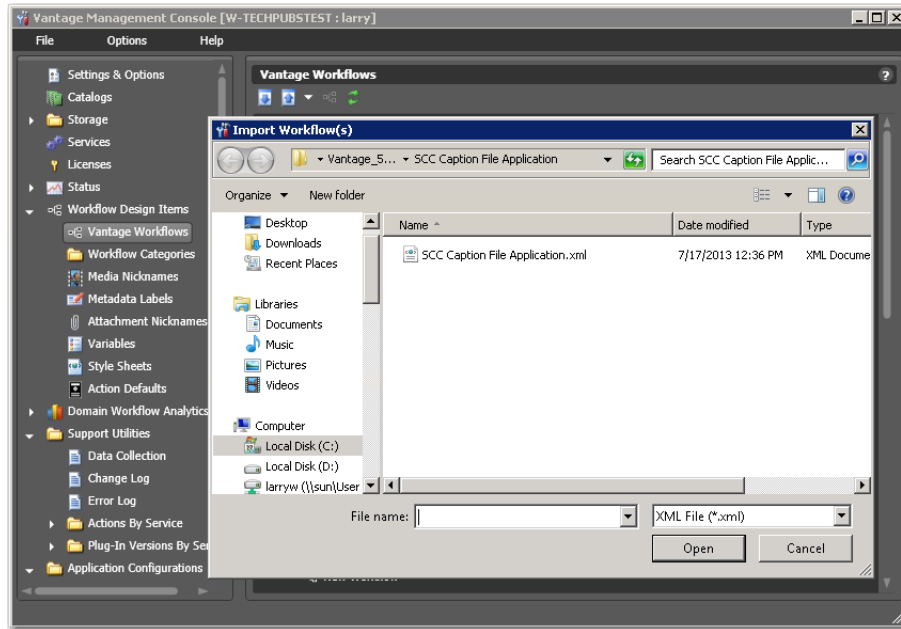 Vantage Management Console [W-TECHPUBSTEST : larry]
File Options Help
Settings & Options
Catalogs
Storage
Services
Licenses
Status
Workflow Design Items
Vantage Workflows
Workflow Categories
Media Nicknames
Metadata Labels
Attachment Nicknames
Variables
Style Sheets
Action Defaults
Domain Workflow Analytics
Support Utilities
Data Collection
Change Log
Error Log
Actions By Service
Plug-In Versions By Se
Application Configurations
Vantage Workflows ?
Import Workflow(s)
Vantage_5... SCC Caption File Application
Search SCC Caption File Applic...
Organize New folder
Desktop
Downloads
Recent Places
Libraries
Documents
Music
Pictures
Videos
Computer
Local Disk (C:)
Local Disk (D:)
larryw (\\sun\User
Name Date modified Type
SCC Caption File Application.xml 7/17/2013 12:36 PM XML Docume
File name: XML File (*.xml)
Open Cancel